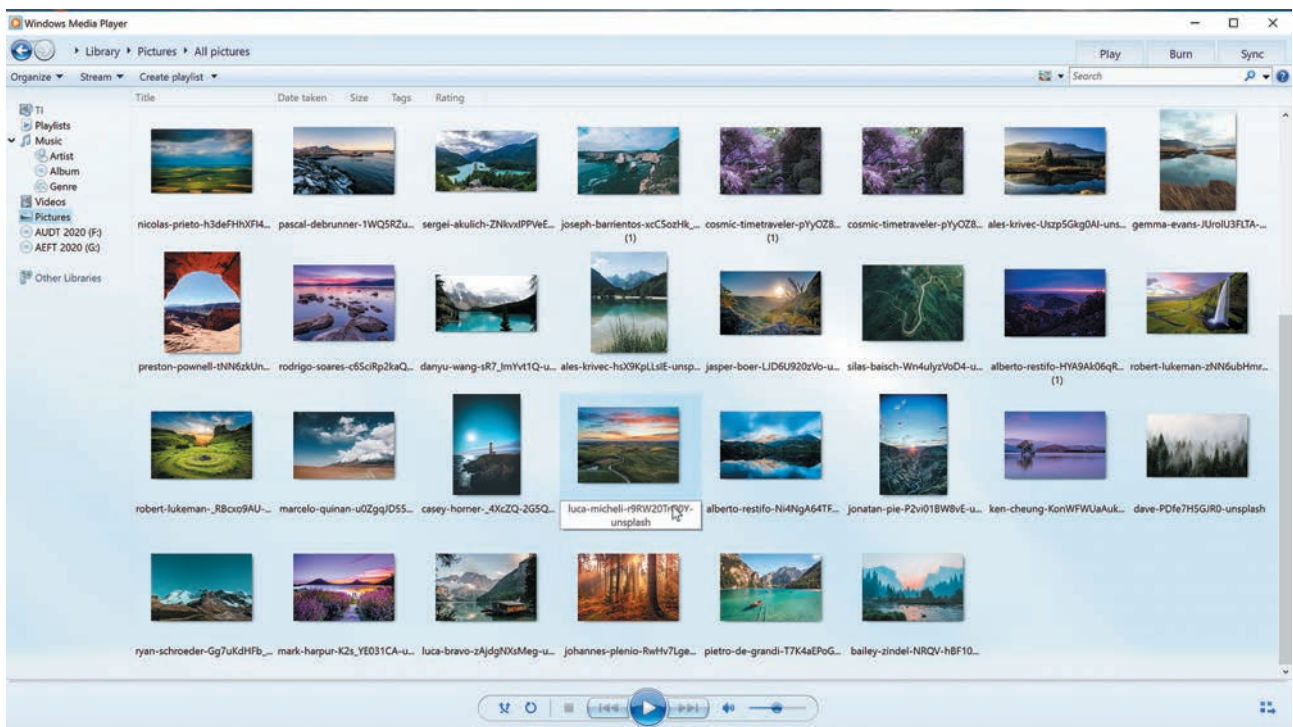 Windows Media Player
Library Pictures All pictures
Play Burn Sync
Organize Stream Create playlist
Search
TI
Playlists
Music
Artist
Album
Genre
Videos
Pictures
AUDT 2020 (F:)
AEFT 2020 (G:)
Other Libraries
Title Date taken Size Tags Rating
nicolas-prieto-h3deFHhXFI4... pascal-debrunner-1WQ5RZu... sergei-akulich-ZNkvxIPPVeE... joseph-barrientos-xcC5ozHk_... cosmic-timetraveler-pYyOZ8... cosmic-timetraveler-pYyOZ8... ales-krivec-Uszp5Gkg0AI-uns... gemma-evans-JUrolU3FLTA-...
(1) (1)
preston-pownell-tNN6zkUn... rodrigo-soares-c6SciRp2kaQ... danyu-wang-sR7_ImYvt1Q-u... ales-krivec-hsX9KpLLsIE-unsp... jasper-boer-LJD6U920zVo-u... silas-baisch-Wn4ulyzVoD4-u... alberto-restifo-HYA9Ak06qR... robert-lukeman-zNN6ubHmr...
(1)
robert-lukeman-_RBcxo9AU-... marcelo-quinan-u0ZgqJD55... casey-horner-_4XcZQ-2G5Q... alberto-restifo-Ni4NgA64TF... jonatan-pie-P2vi01BW8vE-u... ken-cheung-KonWFWUaAuk... dave-PDfe7H5GJR0-unsplash
unsplash
ryan-schroeder-Gg7uKdHFb_... mark-harpur-K2s_YE031CA-u... luca-bravo-zAjdgNXsMeg-u... johannes-plenio-RwHv7Lge... pietro-de-grandi-T7K4aEPoG... bailey-zindel-NRQV-hBF10...